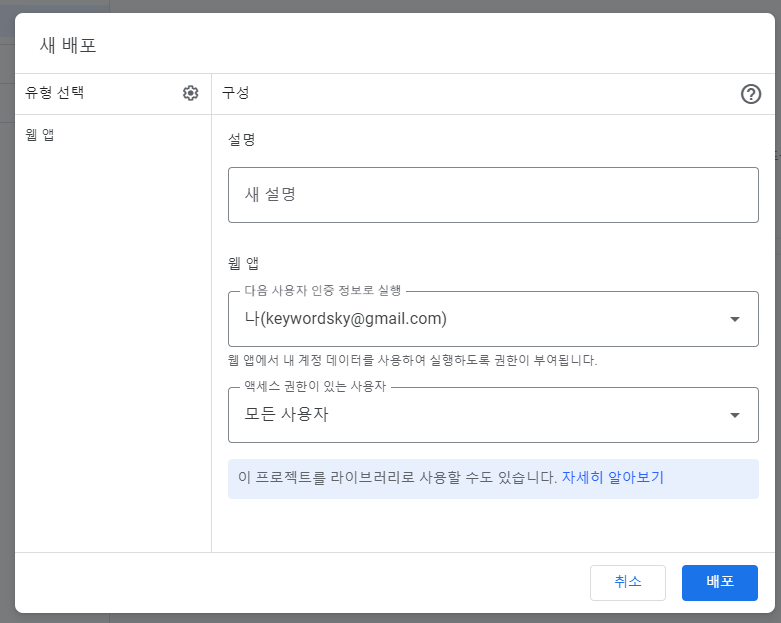 새 배포
유형 선택
구성
웹 앱
설명
새 설명
웹 앱
다음 사용자 인증 정보로 실행
나(keywordsky@gmail.com)
웹 앱에서 내 계정 데이터를 사용하여 실행하도록 권한이 부여됩니다.
액세스 권한이 있는 사용자
모든 사용자
이 프로젝트를 라이브러리로 사용할 수도 있습니다. 자세히 알아보기
취소
배포